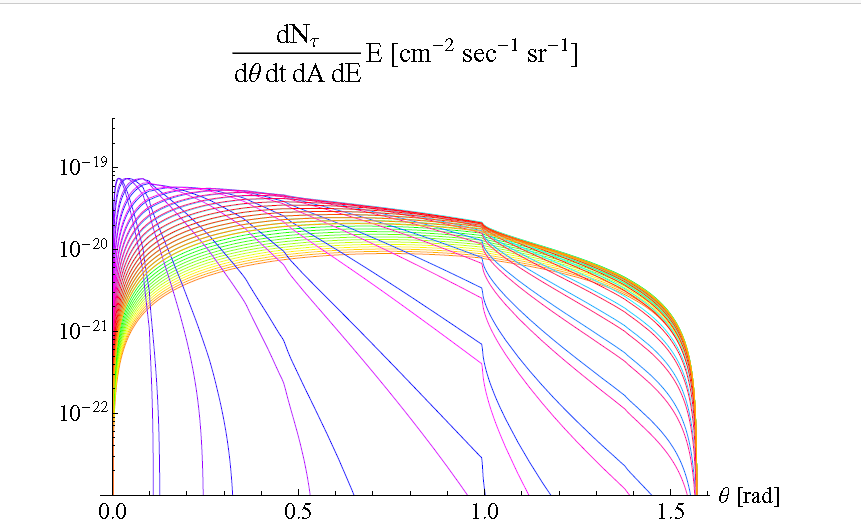 dN_τ
dθ dt dA dE E [cm⁻² sec⁻¹ sr⁻¹]
10⁻¹⁹
10⁻²⁰
10⁻²¹
10⁻²²
0.0 0.5 1.0 1.5 θ [rad]